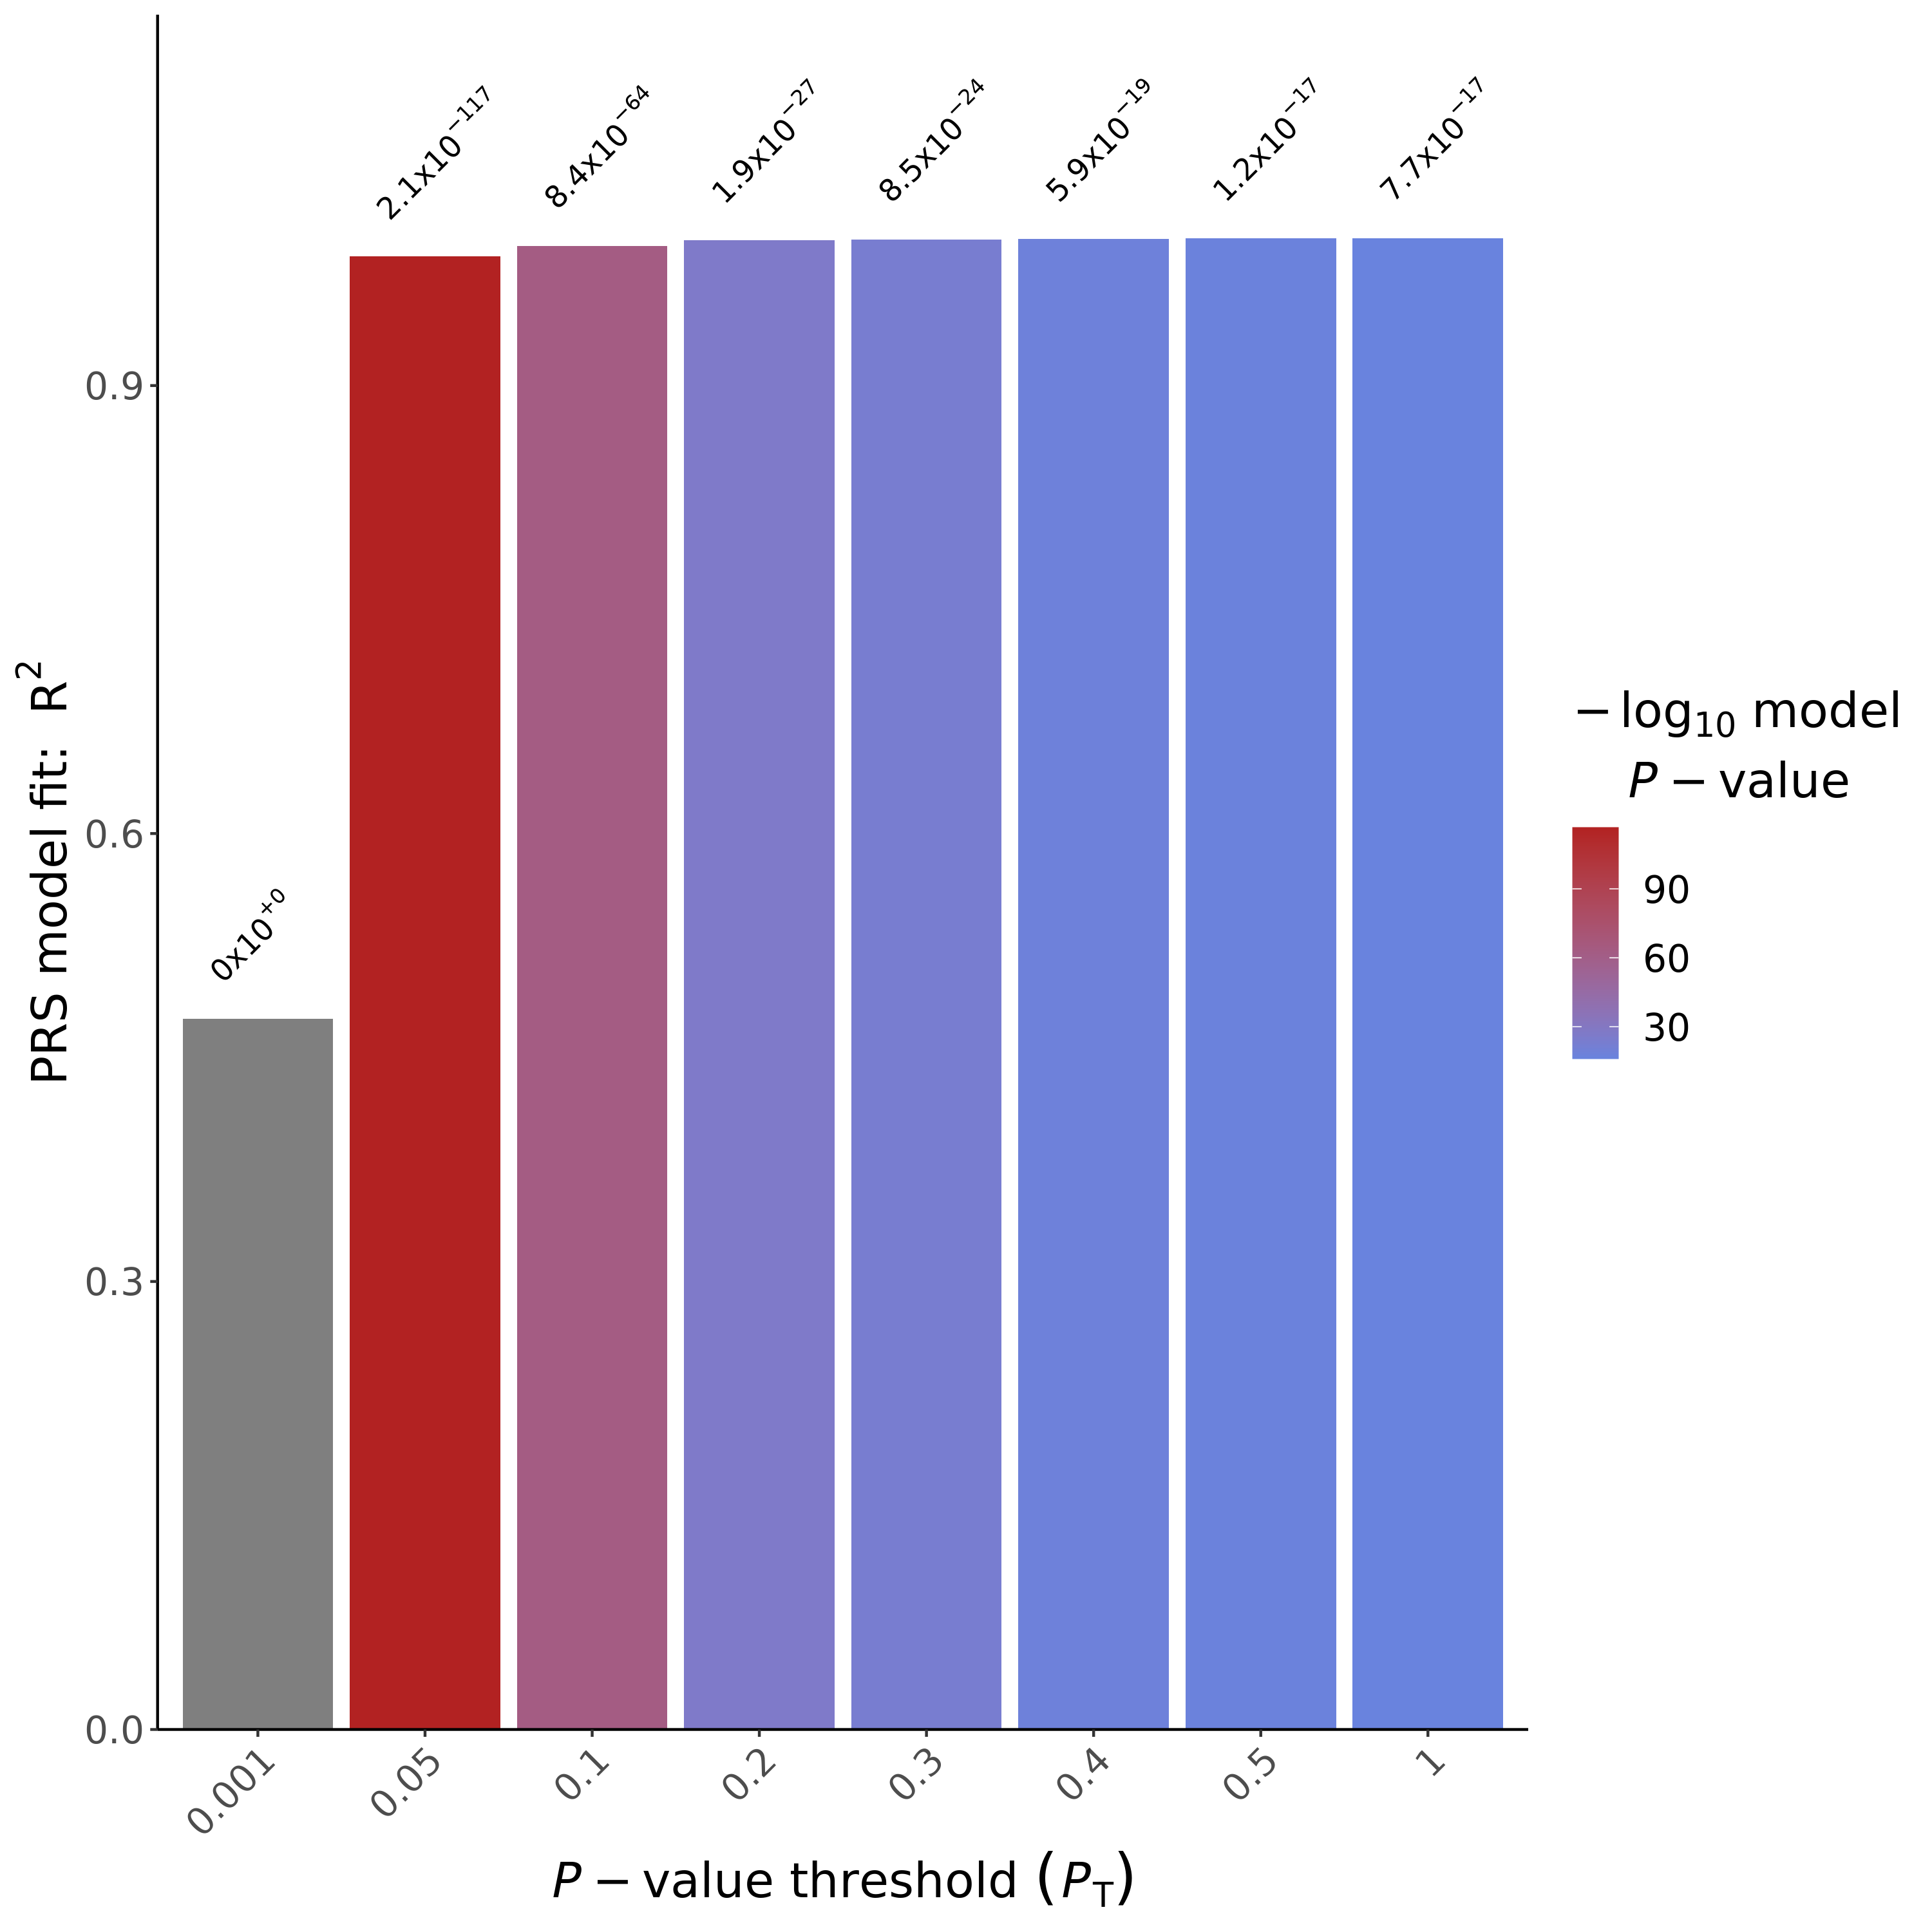 PRS model fit: R²
0.9
0.6
0.3
0.0
0x10⁺⁰
2.1x10⁻¹¹⁷
8.4x10⁻⁶⁴
1.9x10⁻²⁷
8.5x10⁻²⁴
5.9x10⁻¹⁹
1.2x10⁻¹⁷
7.7x10⁻¹⁷
0.001
0.05
0.1
0.2
0.3
0.4
0.5
1
P − value threshold (P_T)
− log₁₀ model
P − value
90
60
30